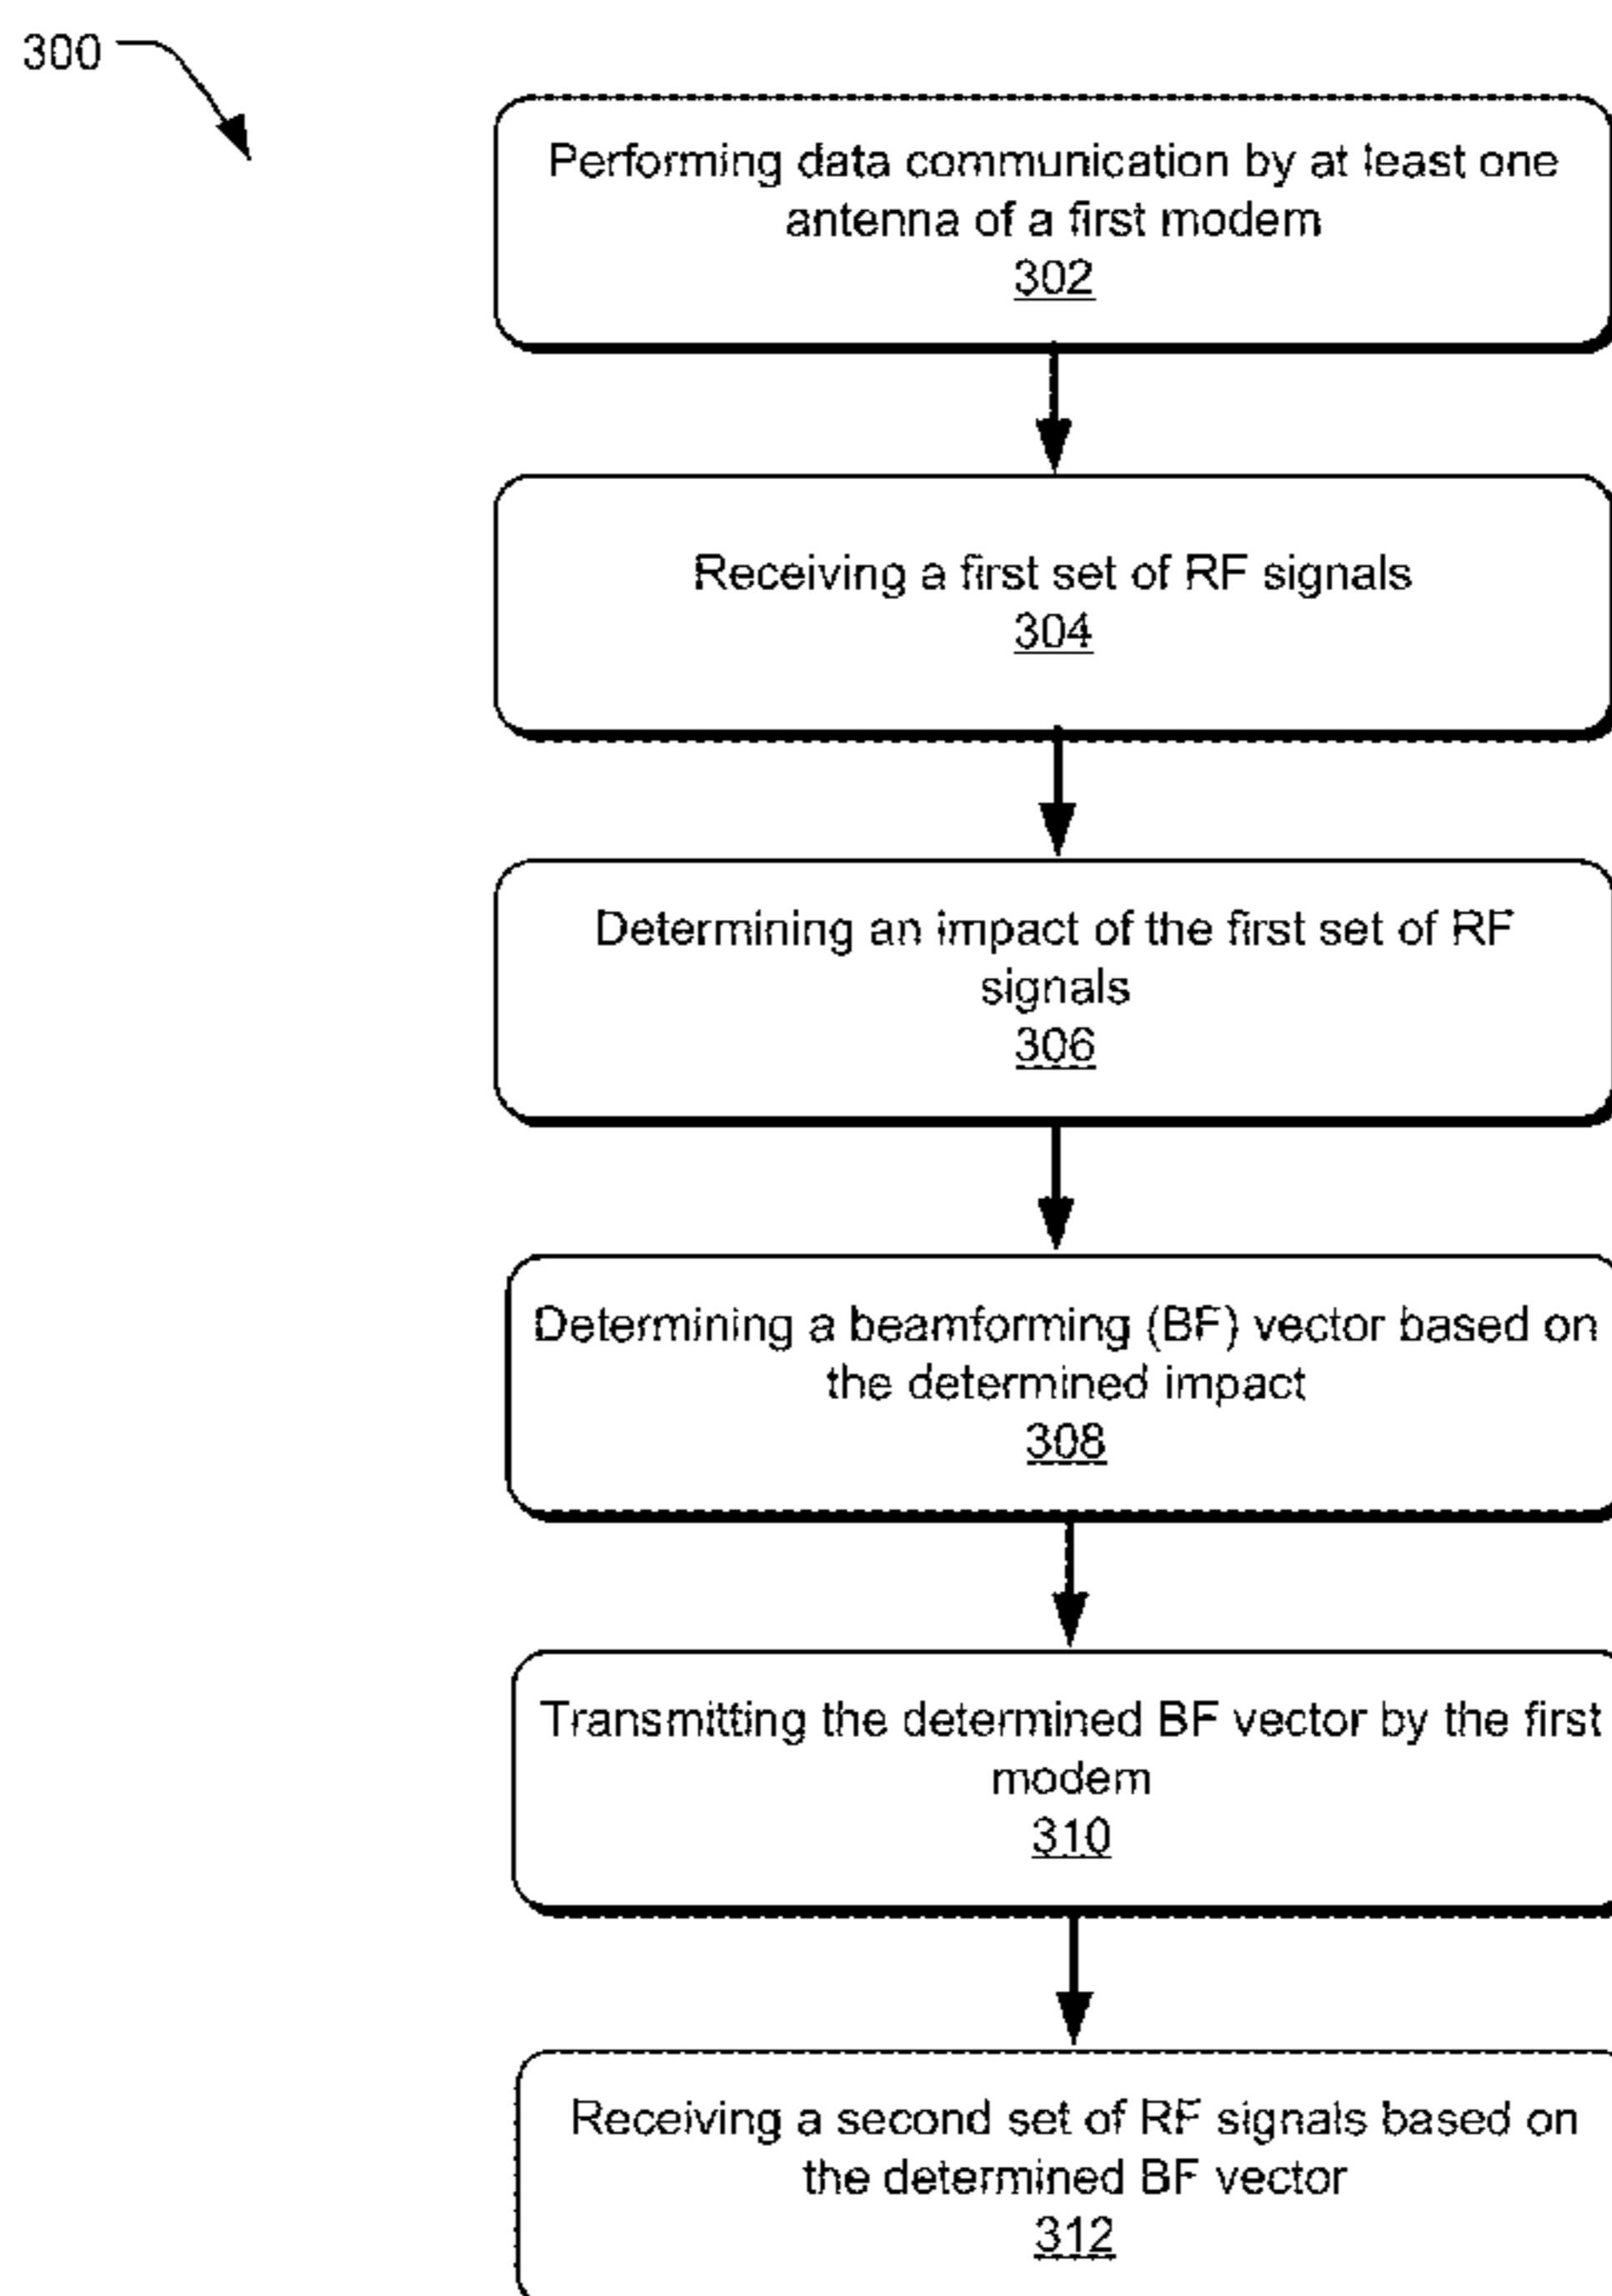 300
Performing data communication by at least one
antenna of a first modem
302
Receiving a first set of RF signals
304
Determining an impact of the first set of RF
signals
306
Determining a beamforming (BF) vector based on
the determined impact
308
Transmitting the determined BF vector by the first
modem
310
Receiving a second set of RF signals based on
the determined BF vector
312